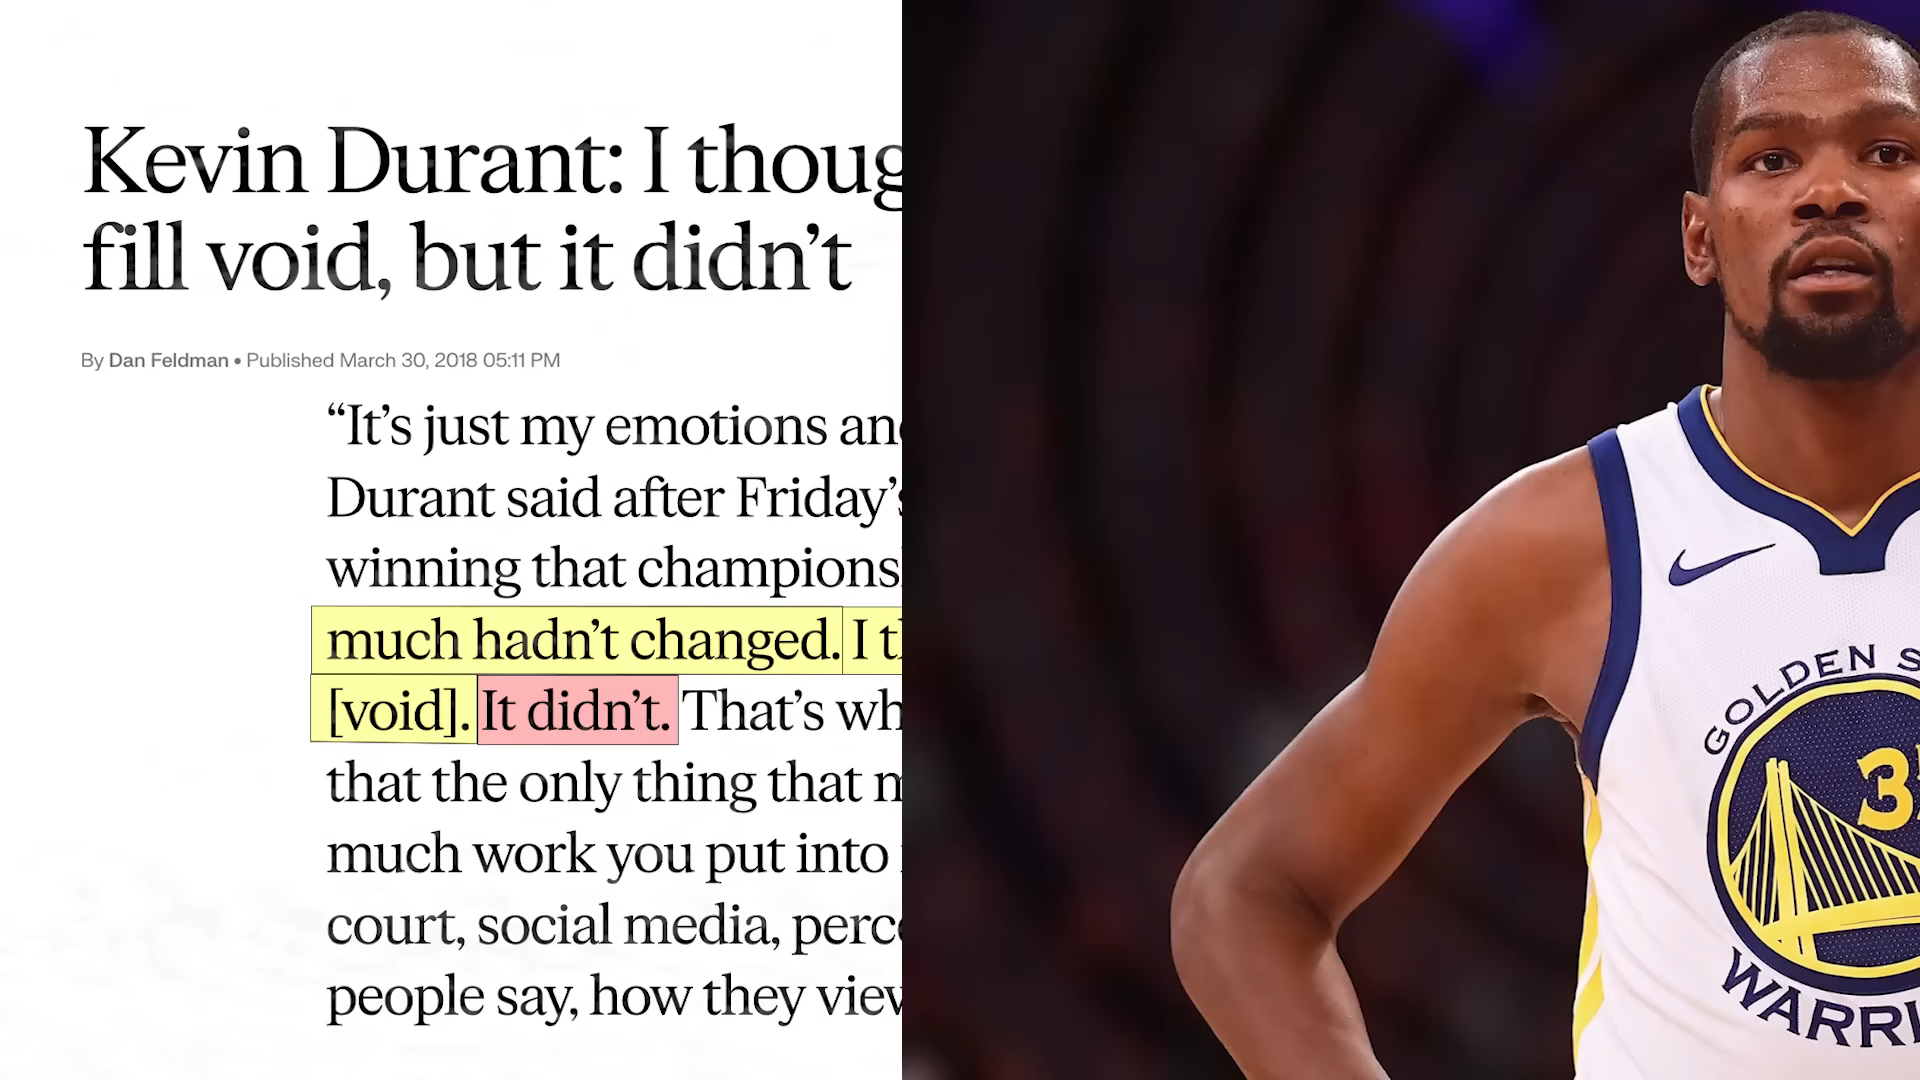 Kevin Durant: I thoug
fill void, but it didn’t
By Dan Feldman • Published March 30, 2018 05:11 PM
“It’s just my emotions an
Durant said after Friday’s
winning that champions
much hadn’t changed. I t
[void]. It didn’t. That’s wh
that the only thing that m
much work you put into
court, social media, perc
people say, how they view
GOLDEN S
3
WARRI